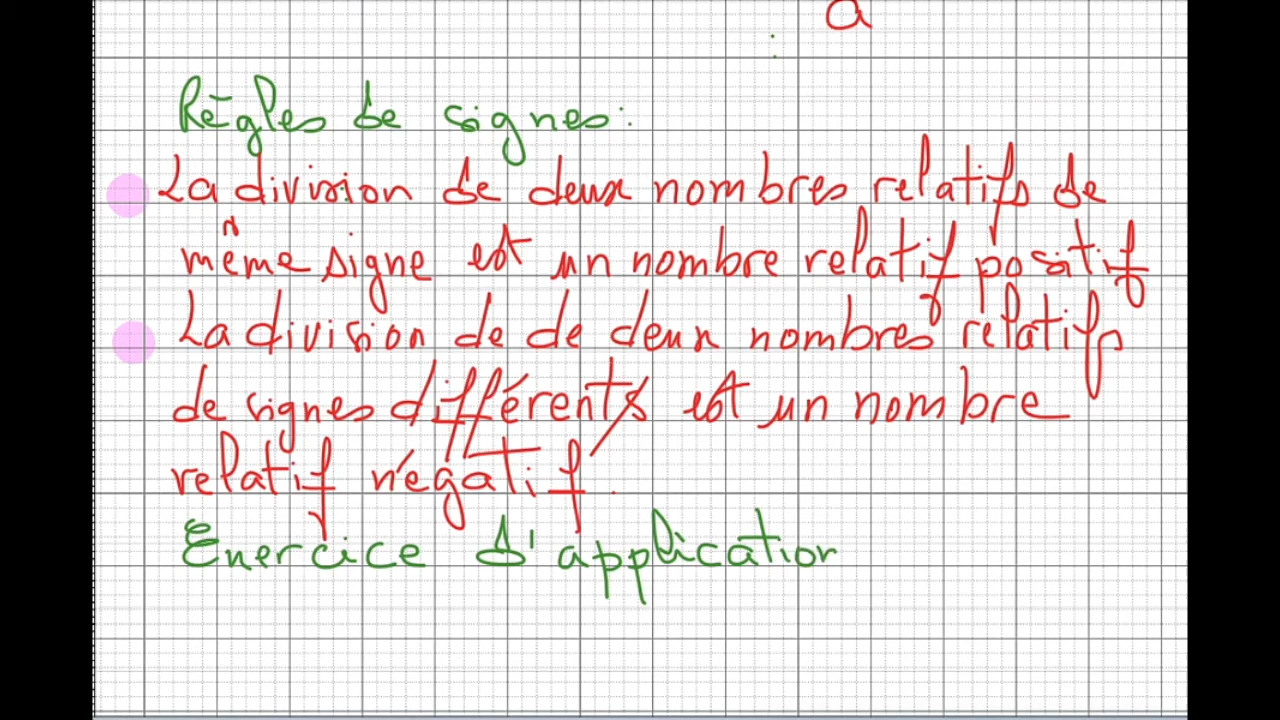 a
Règles de signes:
La division de deux nombres relatifs de
même signe est un nombre relatif positif
La division de de deux nombres relatifs
de signes différents est un nombre
relatif négatif.
Exercice d'application